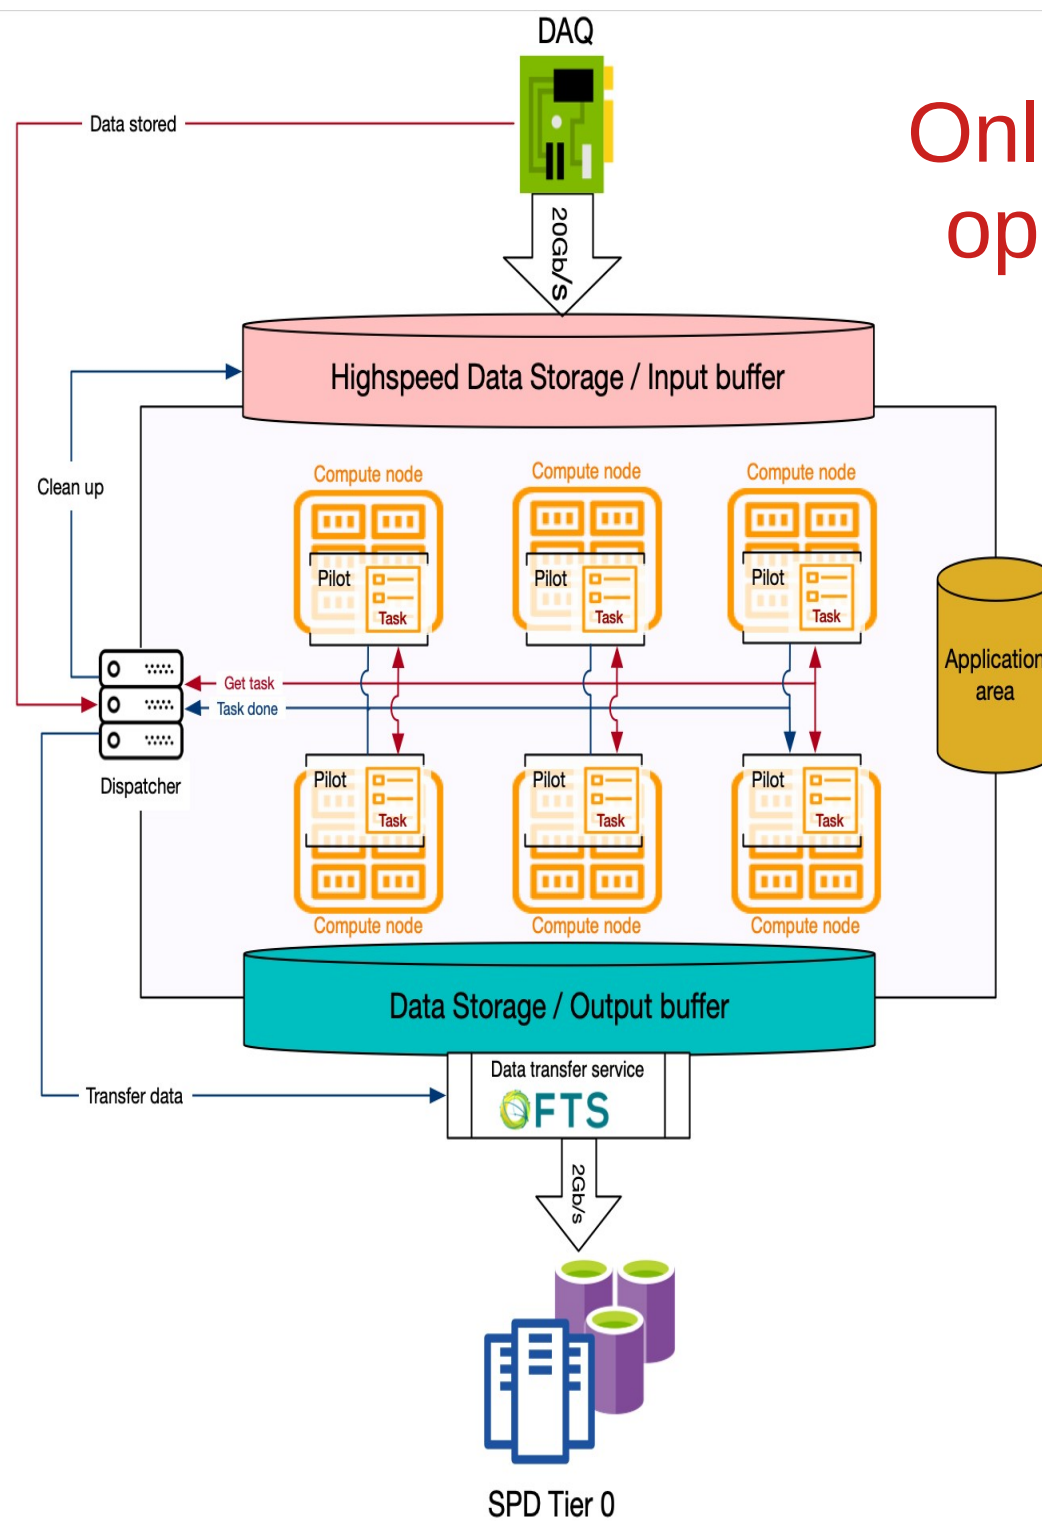 DAQ
Onl
op
Data stored
20Gb/s
Highspeed Data Storage / Input buffer
Clean up
Compute node
Compute node
Compute node
Pilot
Task
Pilot
Task
Pilot
Task
Application
area
Get task
Task done
Dispatcher
Pilot
Task
Pilot
Task
Pilot
Task
Compute node
Compute node
Compute node
Data Storage / Output buffer
Data transfer service
FTS
Transfer data
2Gb/s
SPD Tier 0